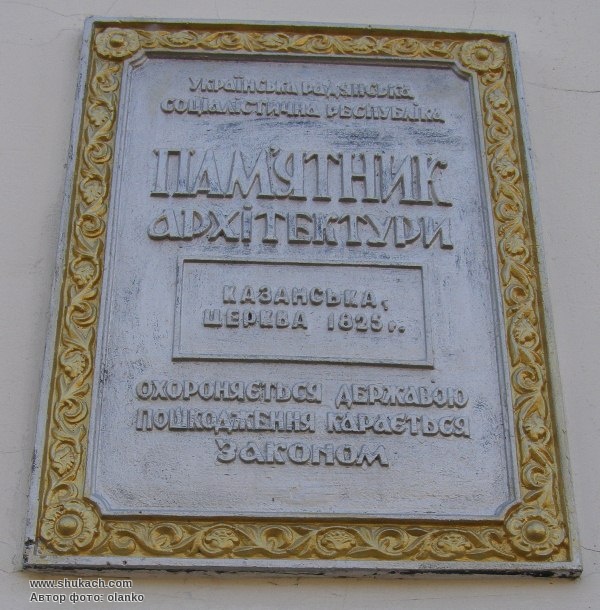 Українська Радянська
Соціалістична Республіка
ПАМ'ЯТНИК
АРХІТЕКТУРИ
КАЗАНСЬКА,
ЦЕРКВА 1825 р.
ОХОРОНЯЄТЬСЯ ДЕРЖАВОЮ
ПОШКОДЖЕННЯ КАРАЄТЬСЯ
ЗАКОНОМ
www.shukach.com
Автор фото: olanko